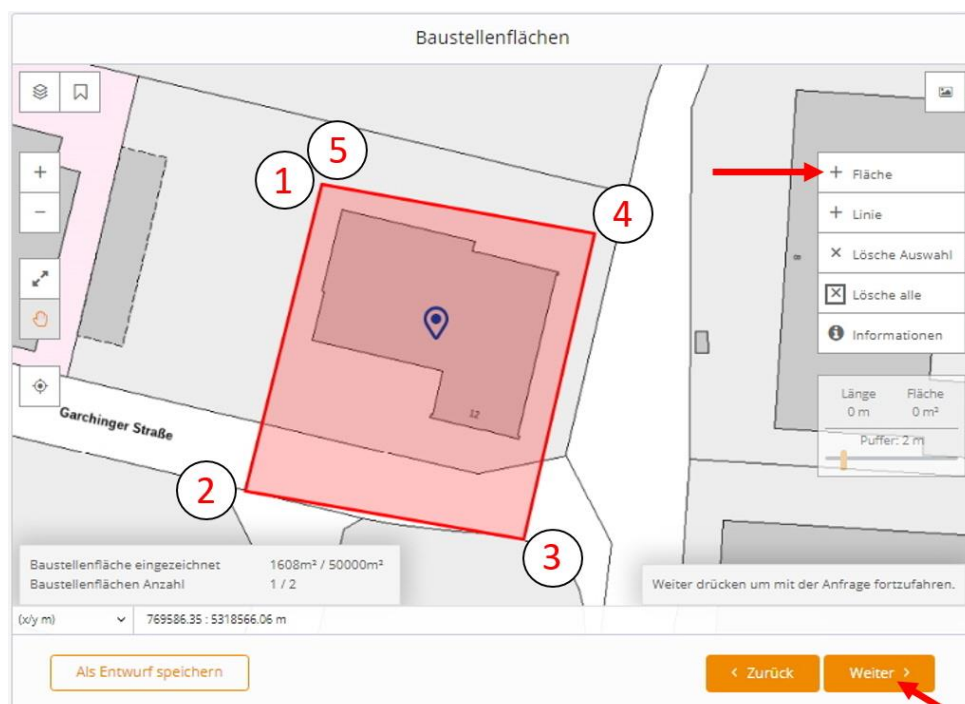 Baustellenflächen
5
1
4
2
3
+ Fläche
+ Linie
× Lösche Auswahl
Lösche alle
Informationen
8
12
Garchinger Straße
Länge Fläche
0 m 0 m²
Puffer: 2 m
Baustellenfläche eingezeichnet 1608m² / 50000m²
Baustellenflächen Anzahl 1 / 2
Weiter drücken um mit der Anfrage fortzufahren.
(x/y m) 769586.35 : 5318566.06 m
Als Entwurf speichern
< Zurück
Weiter >